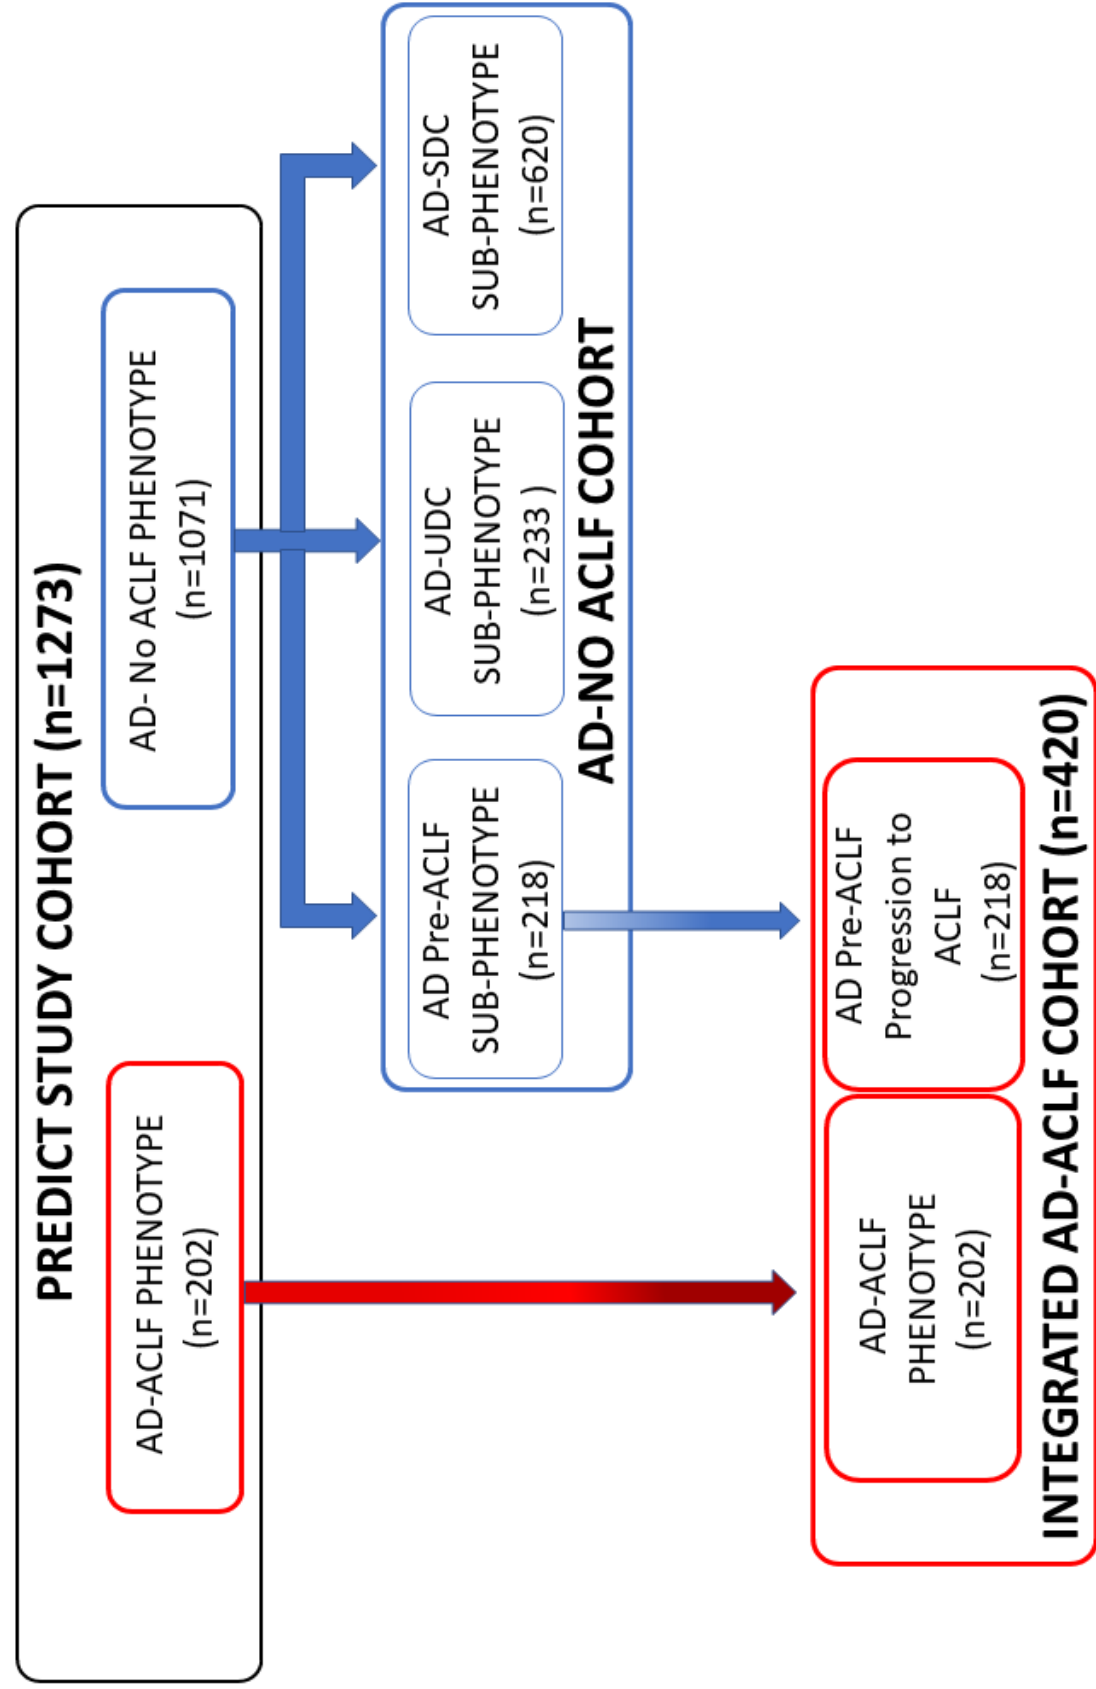 PREDICT STUDY COHORT (n=1273)
AD-ACLF PHENOTYPE
(n=202)
AD- No ACLF PHENOTYPE
(n=1071)
AD Pre-ACLF
SUB-PHENOTYPE
(n=218)
AD-UDC
SUB-PHENOTYPE
(n=233 )
AD-SDC
SUB-PHENOTYPE
(n=620)
AD-NO ACLF COHORT
AD-ACLF
PHENOTYPE
(n=202)
AD Pre-ACLF
Progression to
ACLF
(n=218)
INTEGRATED AD-ACLF COHORT (n=420)